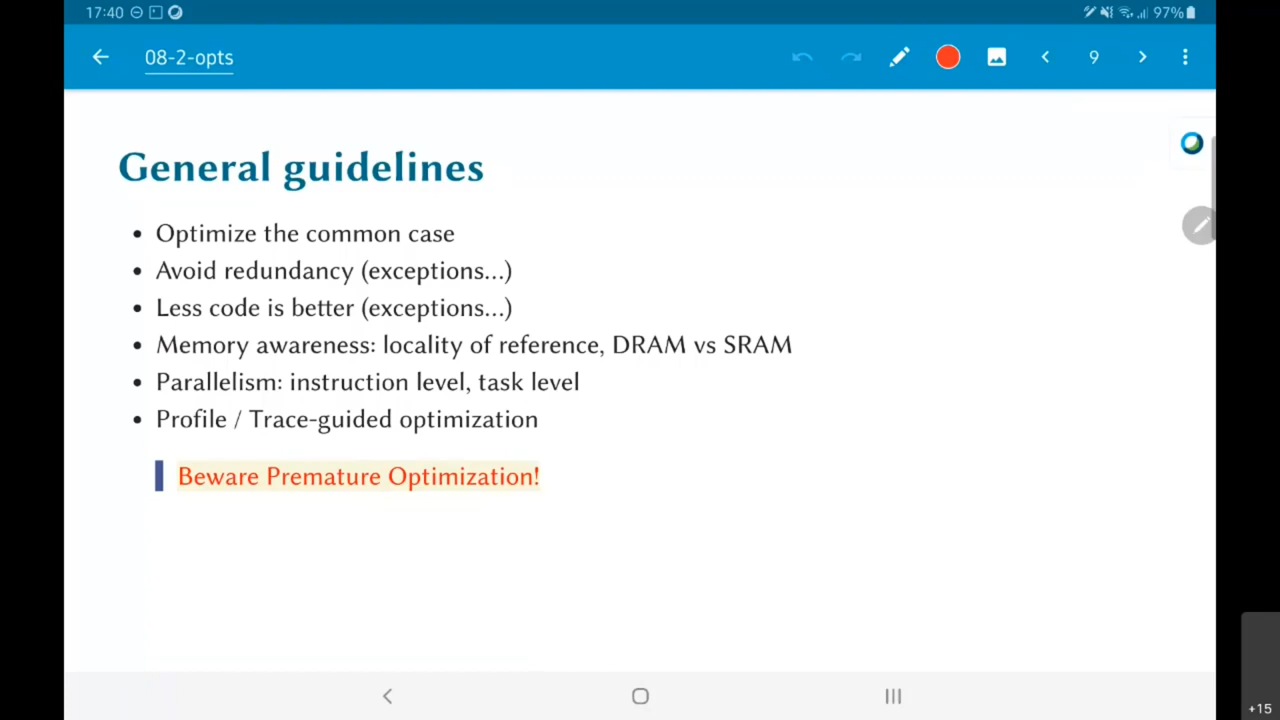 17:40
97%
08-2-opts
9
General guidelines
• Optimize the common case
• Avoid redundancy (exceptions...)
• Less code is better (exceptions...)
• Memory awareness: locality of reference, DRAM vs SRAM
• Parallelism: instruction level, task level
• Profile / Trace-guided optimization
Beware Premature Optimization!
+15